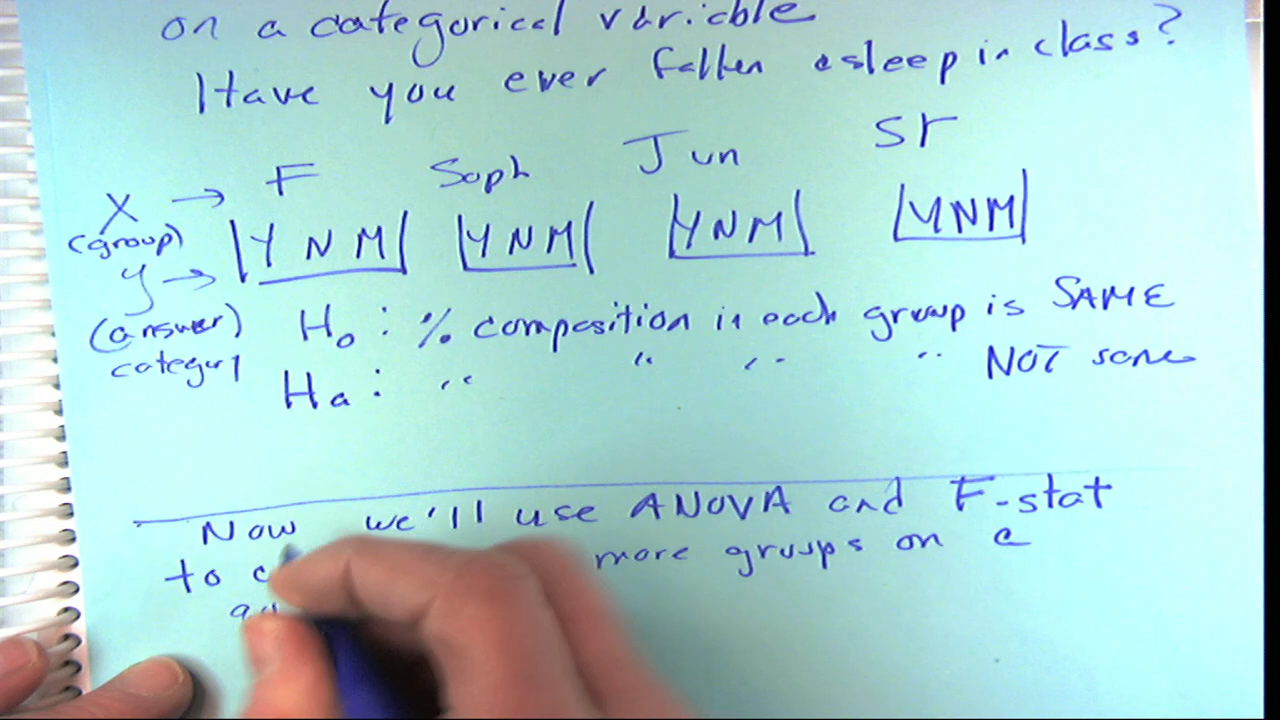 on a categorical variable
Have you ever fallen asleep in class?
X → F Soph Jun Sr
(group) |Y N M| |Y N M| |Y N M| |Y N M|
y →
(answer) H₀ : % composition in each group is SAME
categorl Ha : " " " " NOT same
Now we'll use ANOVA and F-stat
to more groups on a